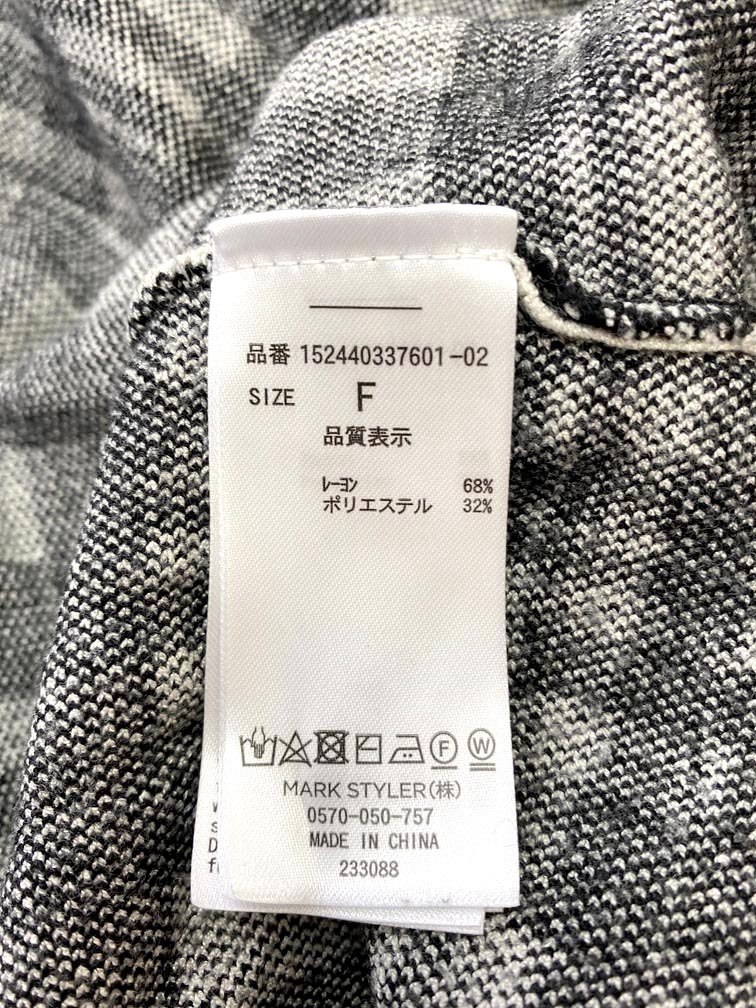 品番 152440337601-02
SIZE F
品質表示
レーヨン 68%
ポリエステル 32%
F W
MARK STYLER(株)
0570-050-757
MADE IN CHINA
233088